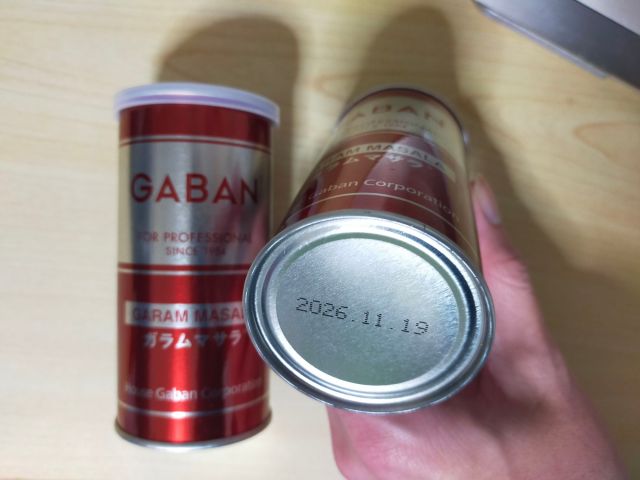 GABAN
FOR PROFESSIONAL
SINCE 1954
GARAM MASALA
ガラムマサラ
House Gaban Corporation
GABAN
GARAM MASALA
ガラムマサラ
Gaban Corporation
2026.11.19